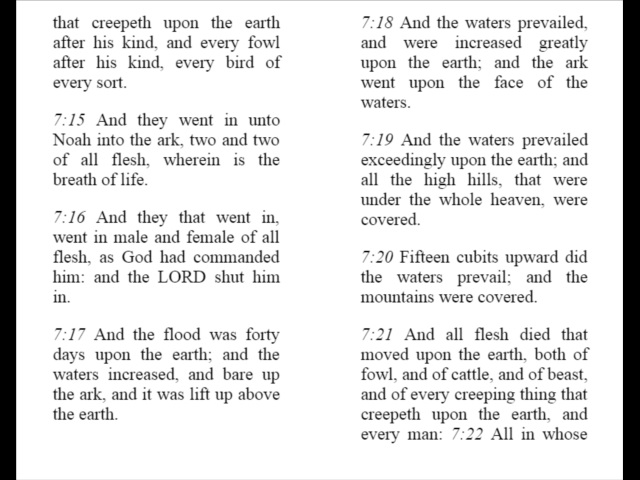 that creepeth upon the earth
after his kind, and every fowl
after his kind, every bird of
every sort.
7:15 And they went in unto
Noah into the ark, two and two
of all flesh, wherein is the
breath of life.
7:16 And they that went in,
went in male and female of all
flesh, as God had commanded
him: and the LORD shut him
in.
7:17 And the flood was forty
days upon the earth; and the
waters increased, and bare up
the ark, and it was lift up above
the earth.
7:18 And the waters prevailed,
and were increased greatly
upon the earth; and the ark
went upon the face of the
waters.
7:19 And the waters prevailed
exceedingly upon the earth; and
all the high hills, that were
under the whole heaven, were
covered.
7:20 Fifteen cubits upward did
the waters prevail; and the
mountains were covered.
7:21 And all flesh died that
moved upon the earth, both of
fowl, and of cattle, and of beast,
and of every creeping thing that
creepeth upon the earth, and
every man: 7:22 All in whose